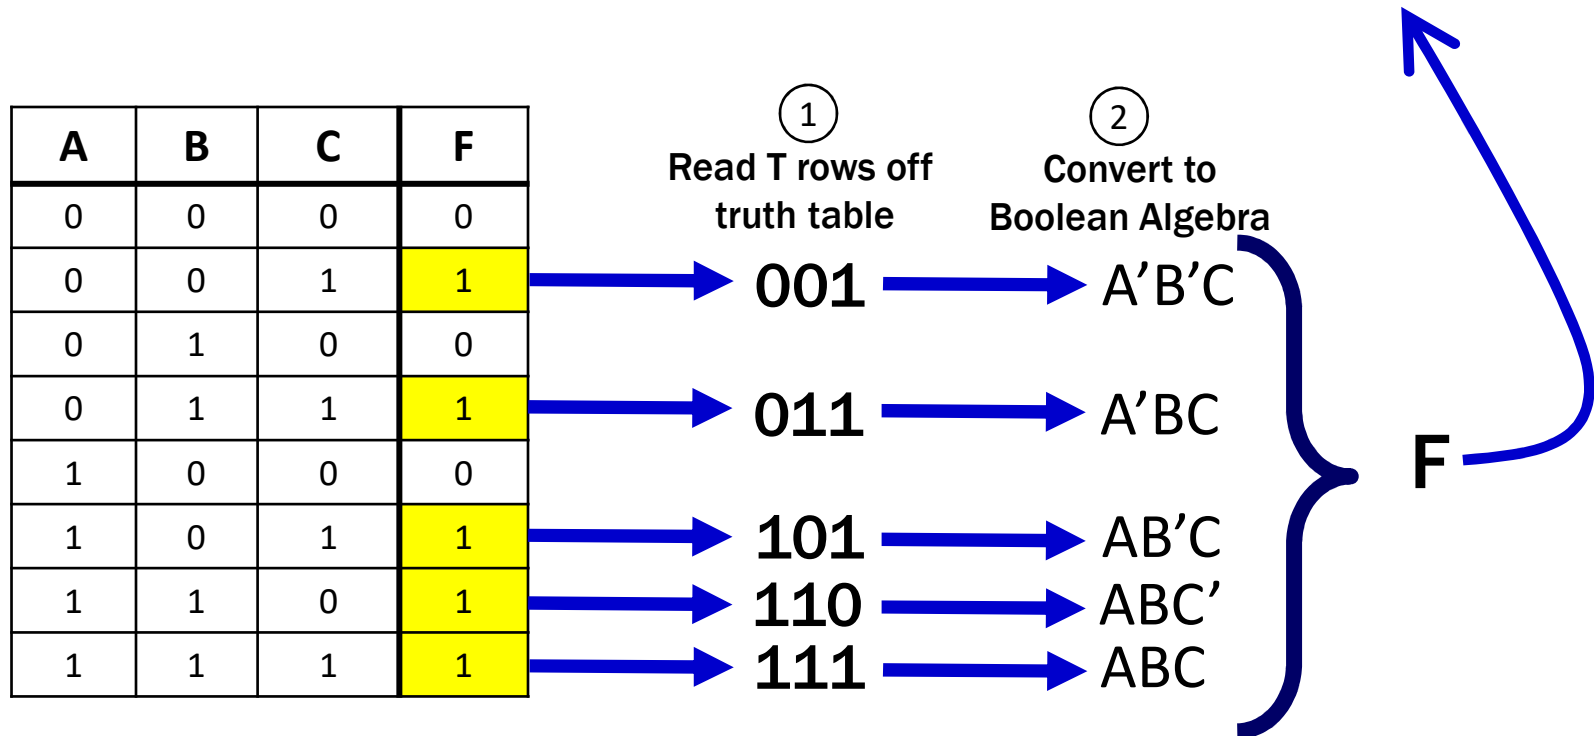 A B C F
0 0 0 0
0 0 1 1
0 1 0 0
0 1 1 1
1 0 0 0
1 0 1 1
1 1 0 1
1 1 1 1
1
Read T rows off
truth table
001
011
101
110
111
2
Convert to
Boolean Algebra
A’B’C
A’BC
AB’C
ABC’
ABC
F